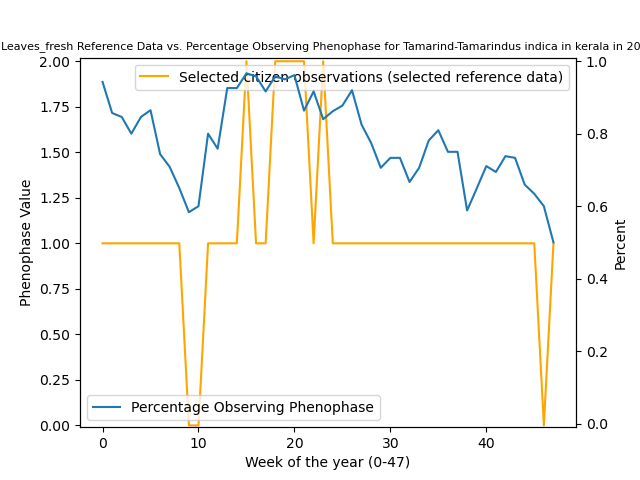 Leaves_fresh Reference Data vs. Percentage Observing Phenophase for Tamarind-Tamarindus indica in kerala in 20
Selected citizen observations (selected reference data)
Percentage Observing Phenophase
Phenophase Value
2.00
1.75
1.50
1.25
1.00
0.75
0.50
0.25
0.00
Percent
1.0
0.8
0.6
0.4
0.2
0.0
0 10 20 30 40
Week of the year (0-47)